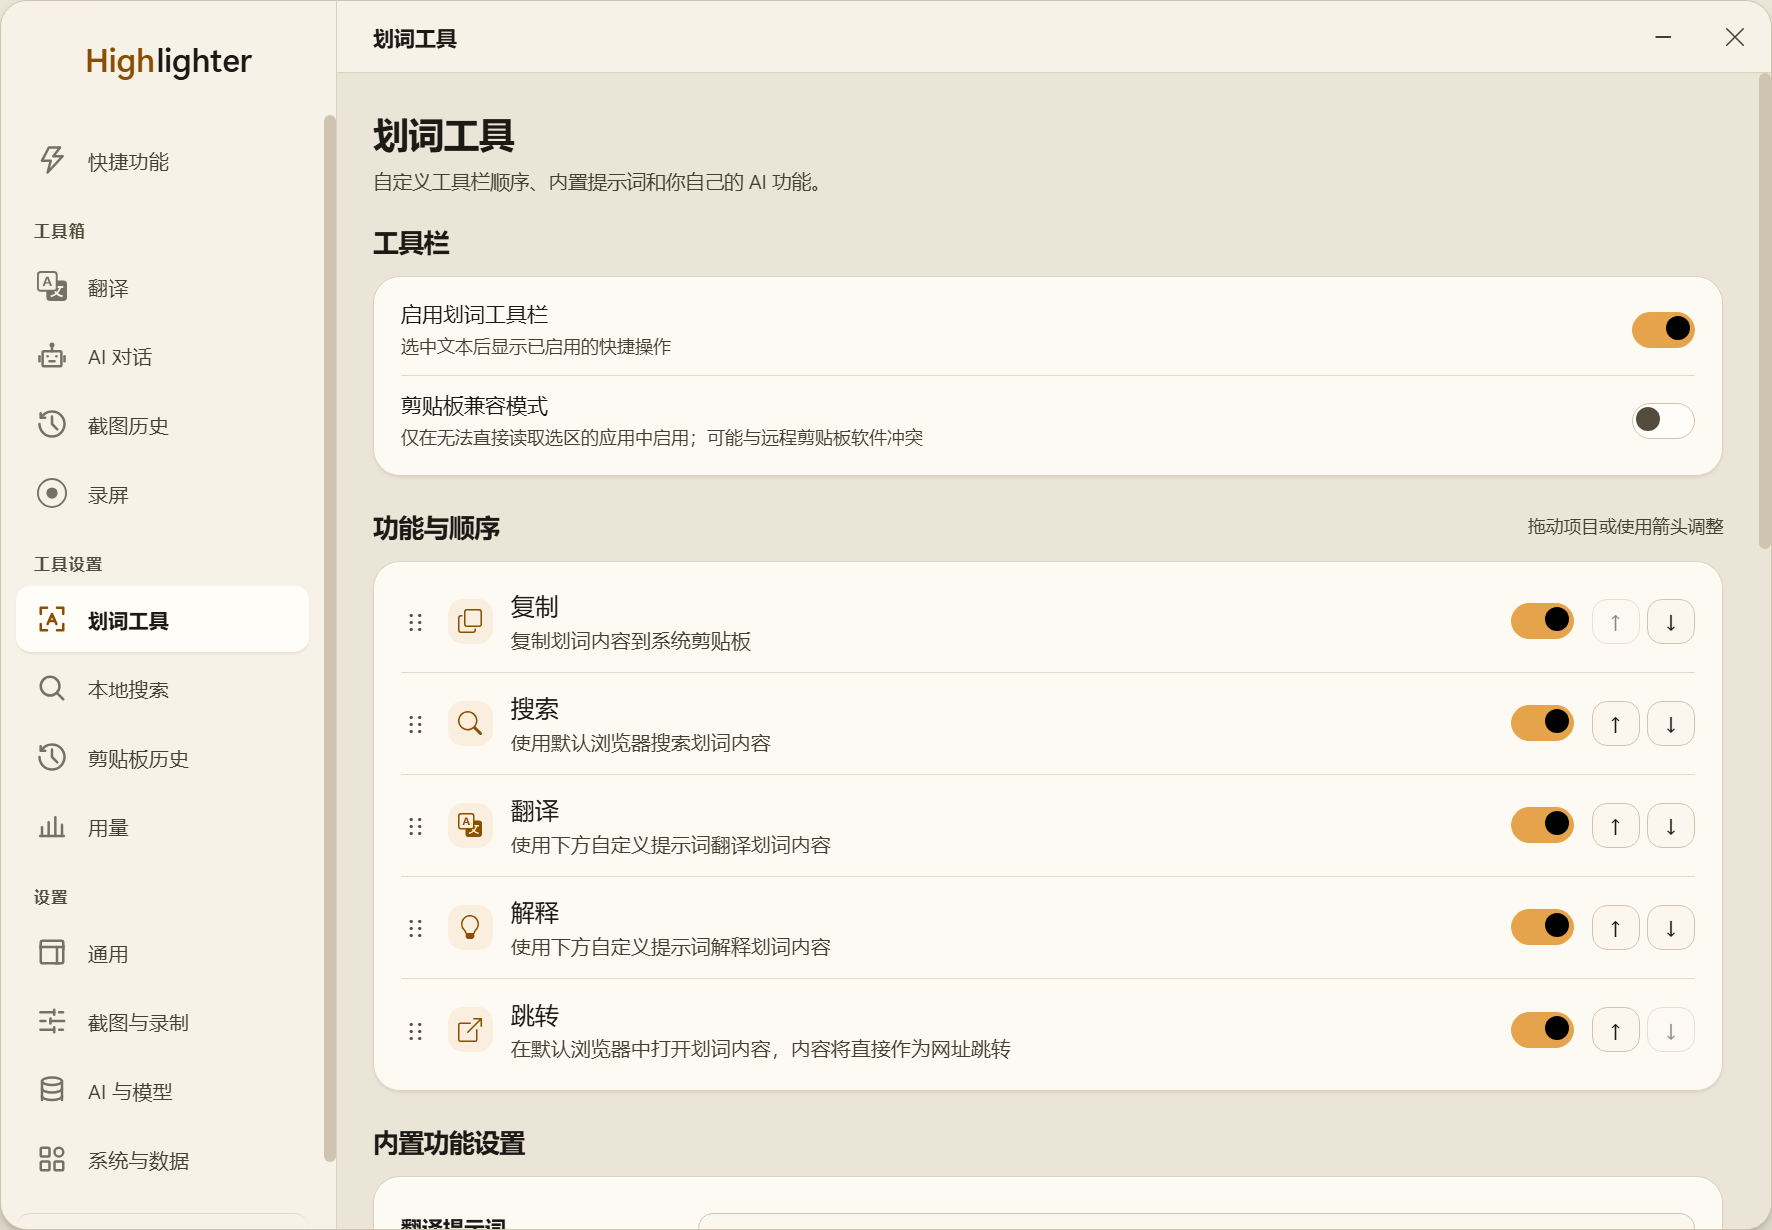 Highlighter
快捷功能
工具箱
翻译
AI 对话
截图历史
录屏
工具设置
划词工具
本地搜索
剪贴板历史
用量
设置
通用
截图与录制
AI 与模型
系统与数据
划词工具
划词工具
自定义工具栏顺序、内置提示词和你自己的 AI 功能。
工具栏
启用划词工具栏
选中文本后显示已启用的快捷操作
剪贴板兼容模式
仅在无法直接读取选区的应用中启用；可能与远程剪贴板软件冲突
功能与顺序
拖动项目或使用箭头调整
复制
复制划词内容到系统剪贴板
搜索
使用默认浏览器搜索划词内容
翻译
使用下方自定义提示词翻译划词内容
解释
使用下方自定义提示词解释划词内容
跳转
在默认浏览器中打开划词内容，内容将直接作为网址跳转
内置功能设置
翻译提示词